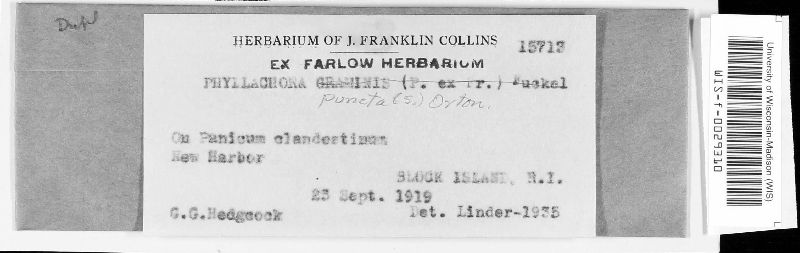 Dupl
HERBARIUM OF J. FRANKLIN COLLINS 15713
EX FARLOW HERBARIUM
PHYLLACHORA GRAMINIS (P. ex Fr.) Fuckel
puncta (S.) Orton.
On Panicum clandestinum
New Harbor
BLOCK ISLAND, R.I.
23 Sept. 1919
G.G.Hedgcock Det. Linder-1935
University of Wisconsin-Madison (WIS)
WIS-f-0029310